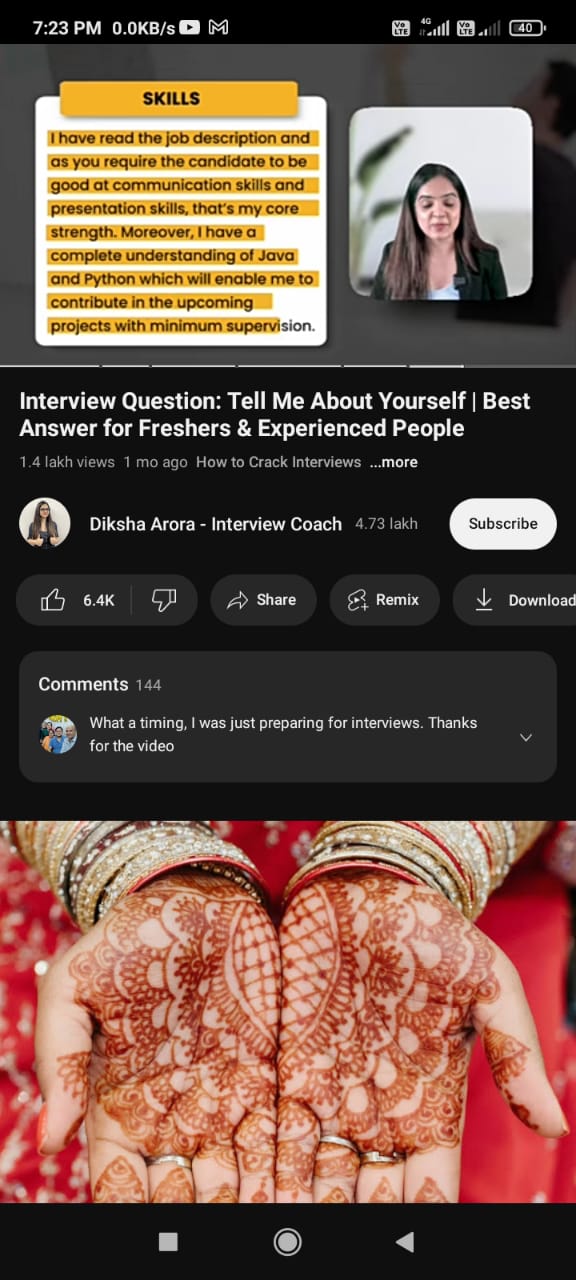 7:23 PM 0.0KB/s
Vo LTE 4G Vo LTE 40
SKILLS
I have read the job description and
as you require the candidate to be
good at communication skills and
presentation skills, that's my core
strength. Moreover, I have a
complete understanding of Java
and Python which will enable me to
contribute in the upcoming
projects with minimum supervision.
Interview Question: Tell Me About Yourself | Best
Answer for Freshers & Experienced People
1.4 lakh views 1 mo ago How to Crack Interviews ...more
Diksha Arora - Interview Coach 4.73 lakh Subscribe
6.4K Share Remix Download
Comments 144
What a timing, I was just preparing for interviews. Thanks
for the video